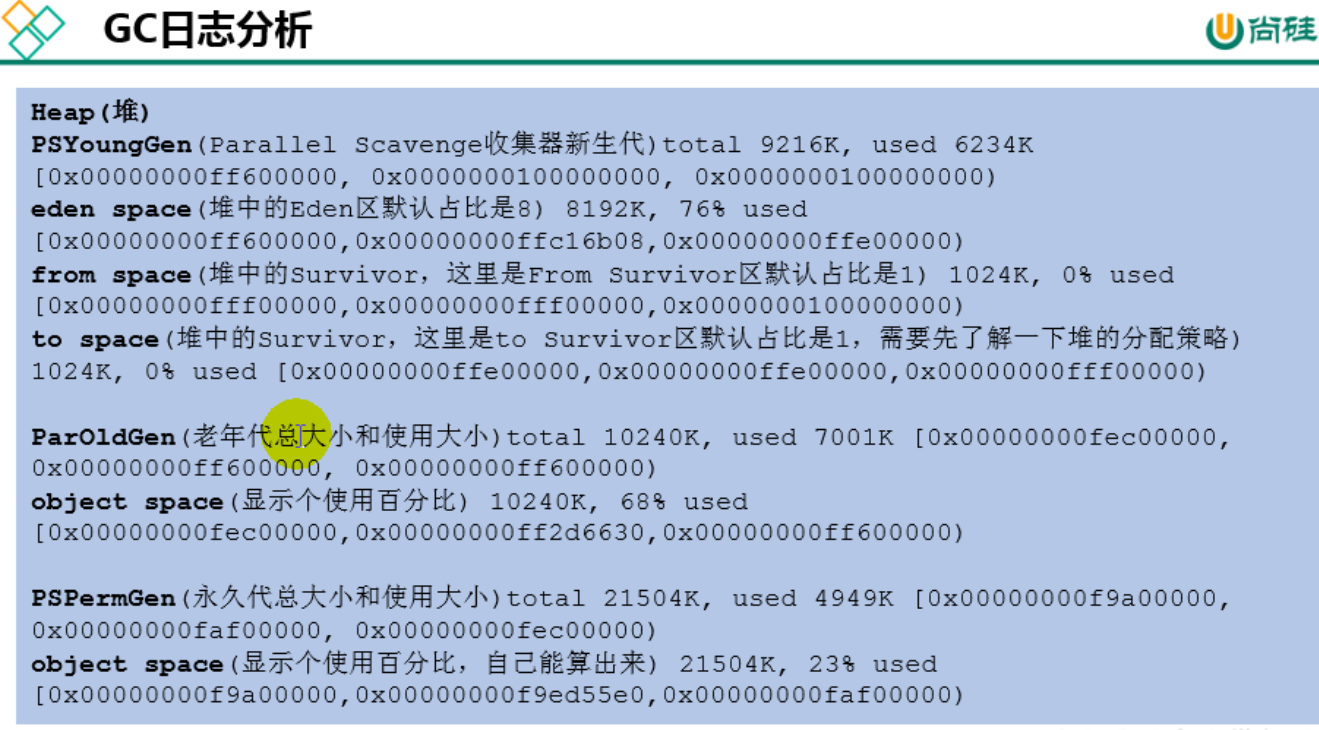 GC日志分析
尚硅
Heap(堆)
PSYoungGen(Parallel Scavenge收集器新生代)total 9216K, used 6234K
[0x00000000ff600000, 0x0000000100000000, 0x0000000100000000)
eden space(堆中的Eden区默认占比是8) 8192K, 76% used
[0x00000000ff600000,0x00000000ffc16b08,0x00000000ffe00000)
from space(堆中的Survivor，这里是From Survivor区默认占比是1) 1024K, 0% used
[0x00000000fff00000,0x00000000fff00000,0x0000000100000000)
to space(堆中的Survivor，这里是to Survivor区默认占比是1，需要先了解一下堆的分配策略)
1024K, 0% used [0x00000000ffe00000,0x00000000ffe00000,0x00000000fff00000)
ParOldGen(老年代总大小和使用大小)total 10240K, used 7001K [0x00000000fec00000,
0x00000000ff600000, 0x00000000ff600000)
object space(显示个使用百分比) 10240K, 68% used
[0x00000000fec00000,0x00000000ff2d6630,0x00000000ff600000)
PSPermGen(永久代总大小和使用大小)total 21504K, used 4949K [0x00000000f9a00000,
0x00000000faf00000, 0x00000000fec00000)
object space(显示个使用百分比，自己能算出来) 21504K, 23% used
[0x00000000f9a00000,0x00000000f9ed55e0,0x00000000faf00000)